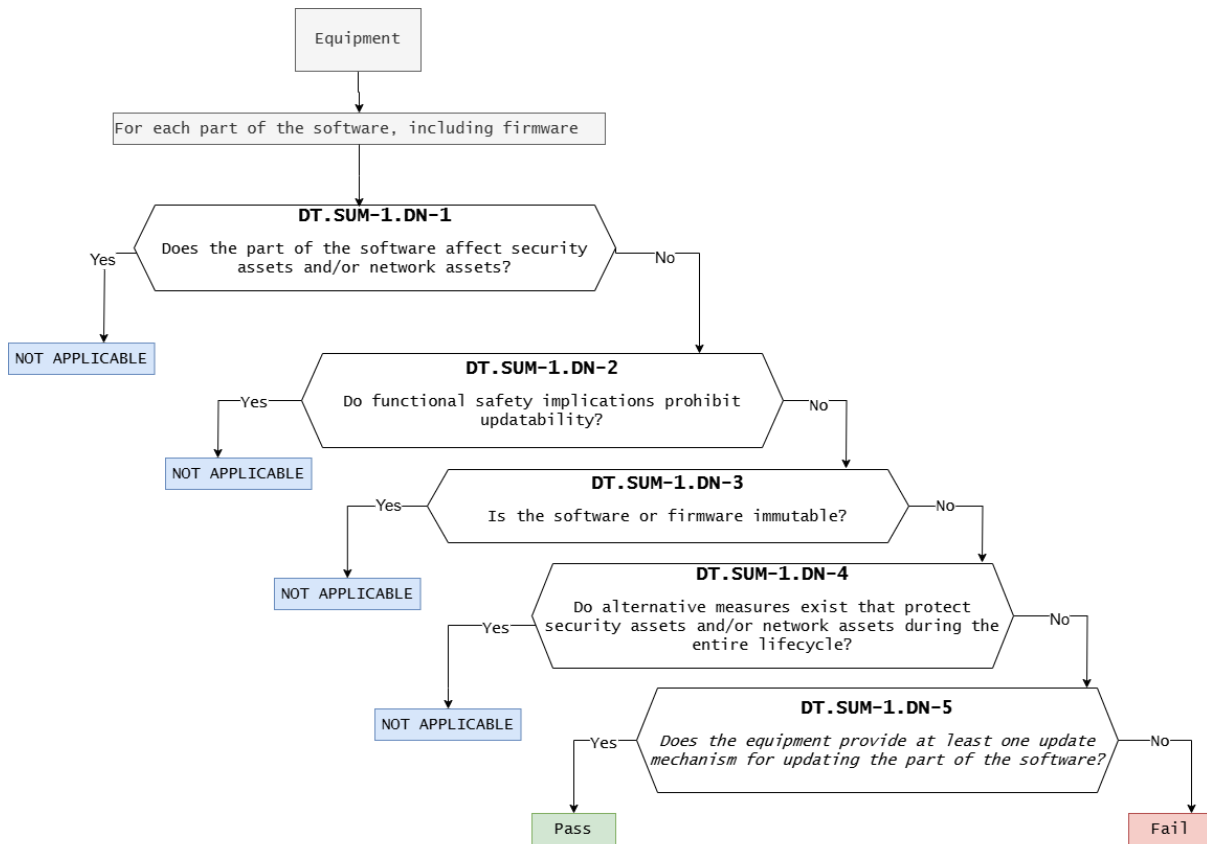 Equipment
For each part of the software, including firmware
DT.SUM-1.DN-1
Does the part of the software affect security
assets and/or network assets?
Yes
No
NOT APPLICABLE
DT.SUM-1.DN-2
Do functional safety implications prohibit
updatability?
Yes
No
NOT APPLICABLE
DT.SUM-1.DN-3
Is the software or firmware immutable?
Yes
No
NOT APPLICABLE
DT.SUM-1.DN-4
Do alternative measures exist that protect
security assets and/or network assets during the
entire lifecycle?
Yes
No
NOT APPLICABLE
DT.SUM-1.DN-5
Does the equipment provide at least one update
mechanism for updating the part of the software?
Yes
No
Pass
Fail